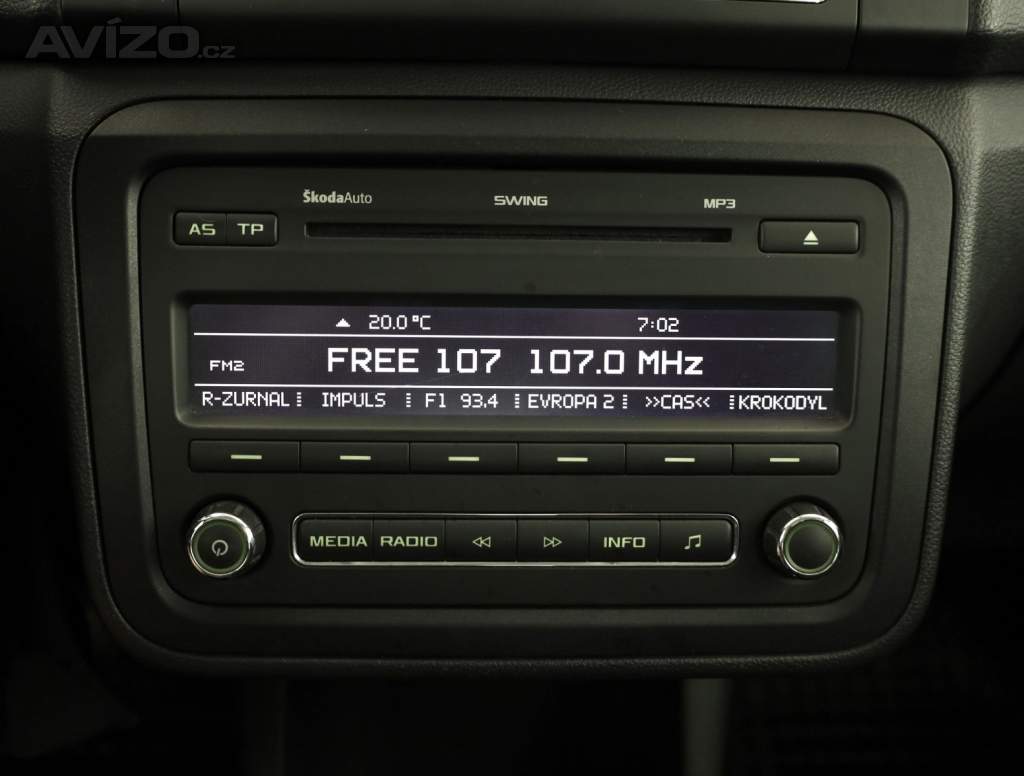 AVÍZO.cz
ŠkodaAuto SWING MP3
AS TP
20.0°C 7:02
FM2 FREE 107 107.0 MHz
R-ZURNAL IMPULS F1 93.4 EVROPA 2 >>CAS<< KROKODYL
MEDIA RADIO INFO